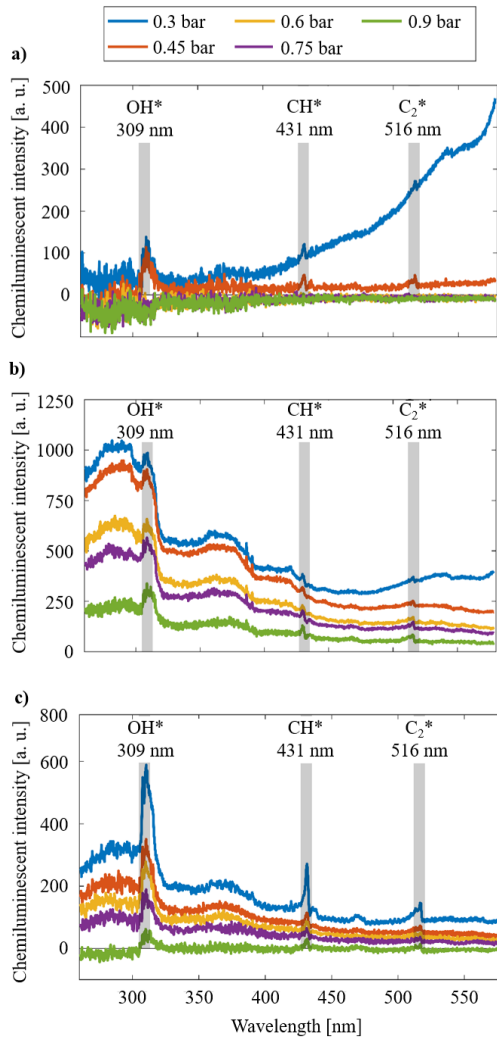 0.3 bar 0.6 bar 0.9 bar
0.45 bar 0.75 bar
a)
500
400
300
200
100
0
Chemiluminescent intensity [a. u.]
OH*
309 nm
CH*
431 nm
C₂*
516 nm
b)
1250
1000
750
500
250
0
Chemiluminescent intensity [a. u.]
OH*
309 nm
CH*
431 nm
C₂*
516 nm
c)
800
600
400
200
0
Chemiluminescent intensity [a. u.]
OH*
309 nm
CH*
431 nm
C₂*
516 nm
300 350 400 450 500 550
Wavelength [nm]